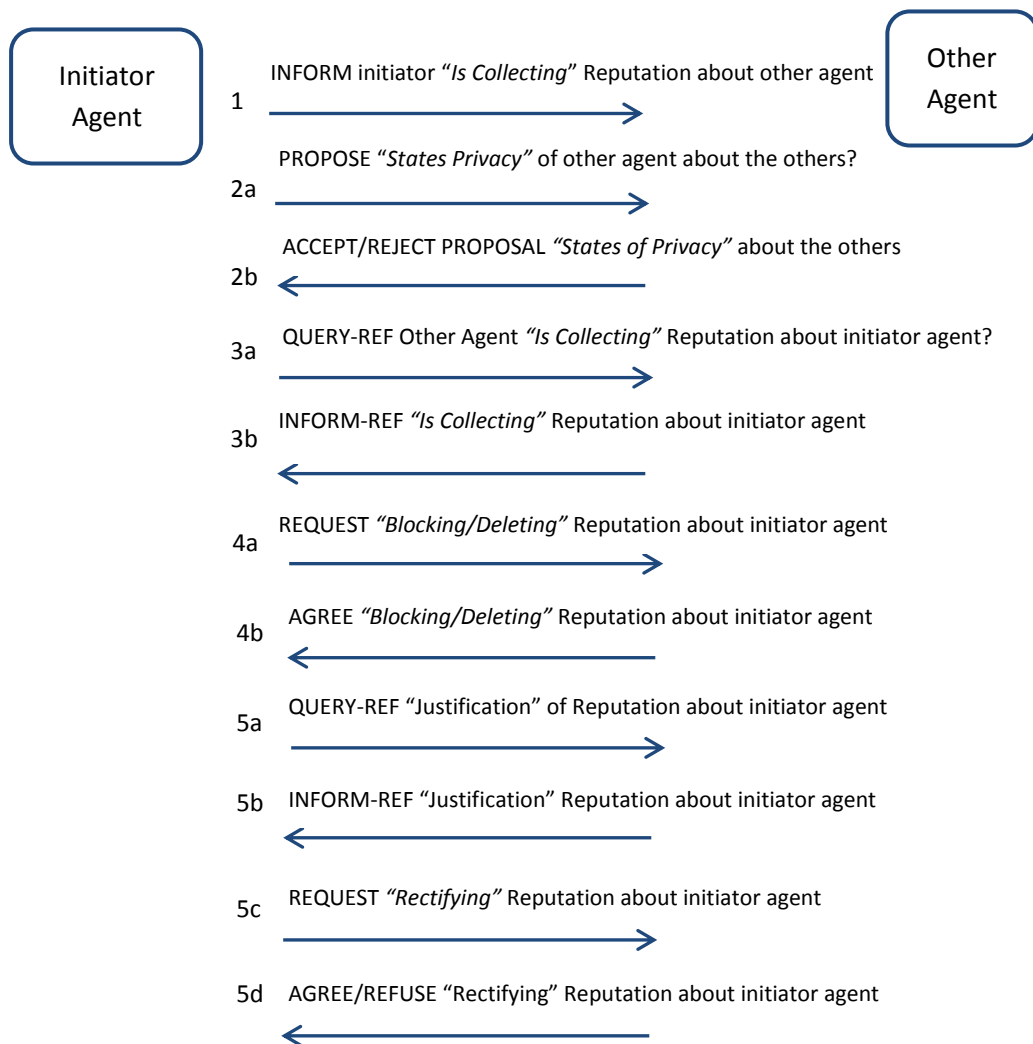 Initiator
Agent
Other
Agent
INFORM initiator “Is Collecting” Reputation about other agent
1
PROPOSE “States Privacy” of other agent about the others?
2a
ACCEPT/REJECT PROPOSAL “States of Privacy” about the others
2b
QUERY-REF Other Agent “Is Collecting” Reputation about initiator agent?
3a
INFORM-REF “Is Collecting” Reputation about initiator agent
3b
REQUEST “Blocking/Deleting” Reputation about initiator agent
4a
AGREE “Blocking/Deleting” Reputation about initiator agent
4b
QUERY-REF “Justification” of Reputation about initiator agent
5a
5b INFORM-REF “Justification” Reputation about initiator agent
REQUEST “Rectifying” Reputation about initiator agent
5c
5d AGREE/REFUSE “Rectifying” Reputation about initiator agent